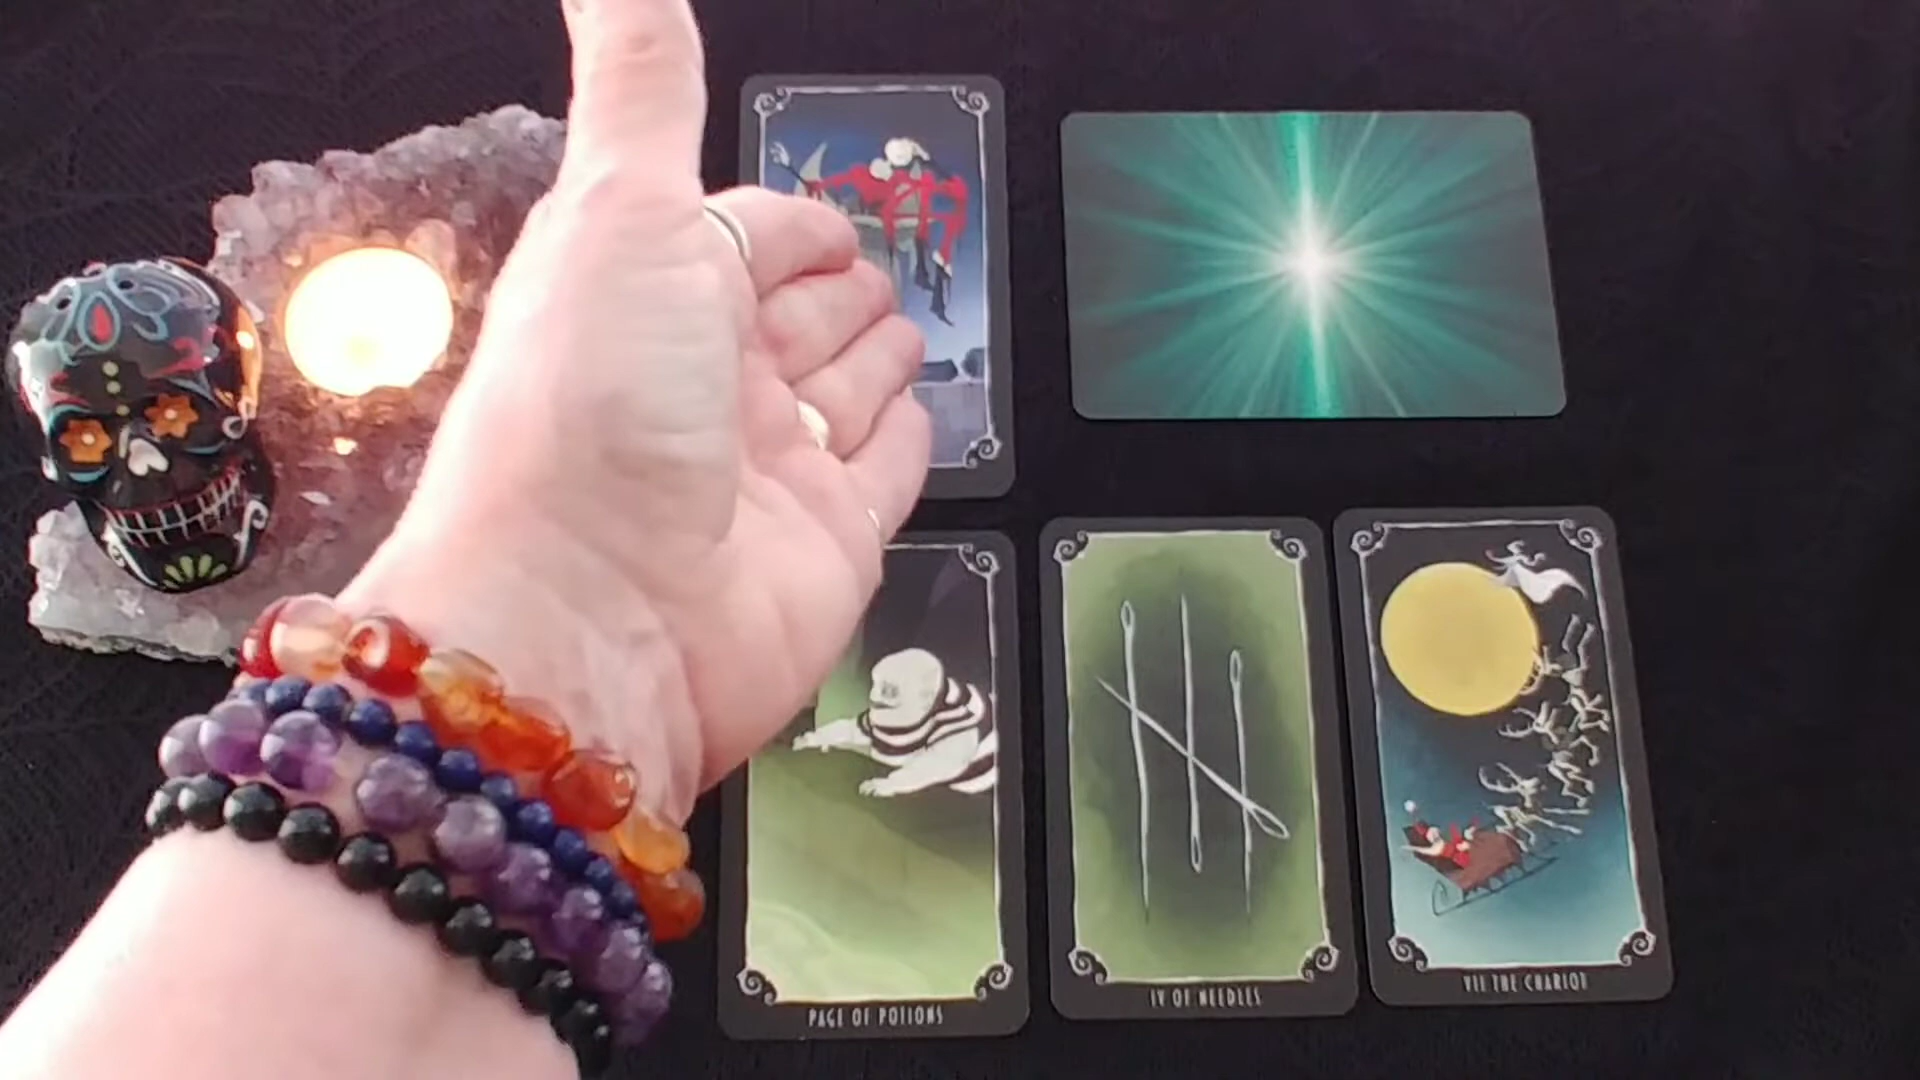 PAGE OF POTIONS
IV OF NEEDLES
VII THE CHARIOT